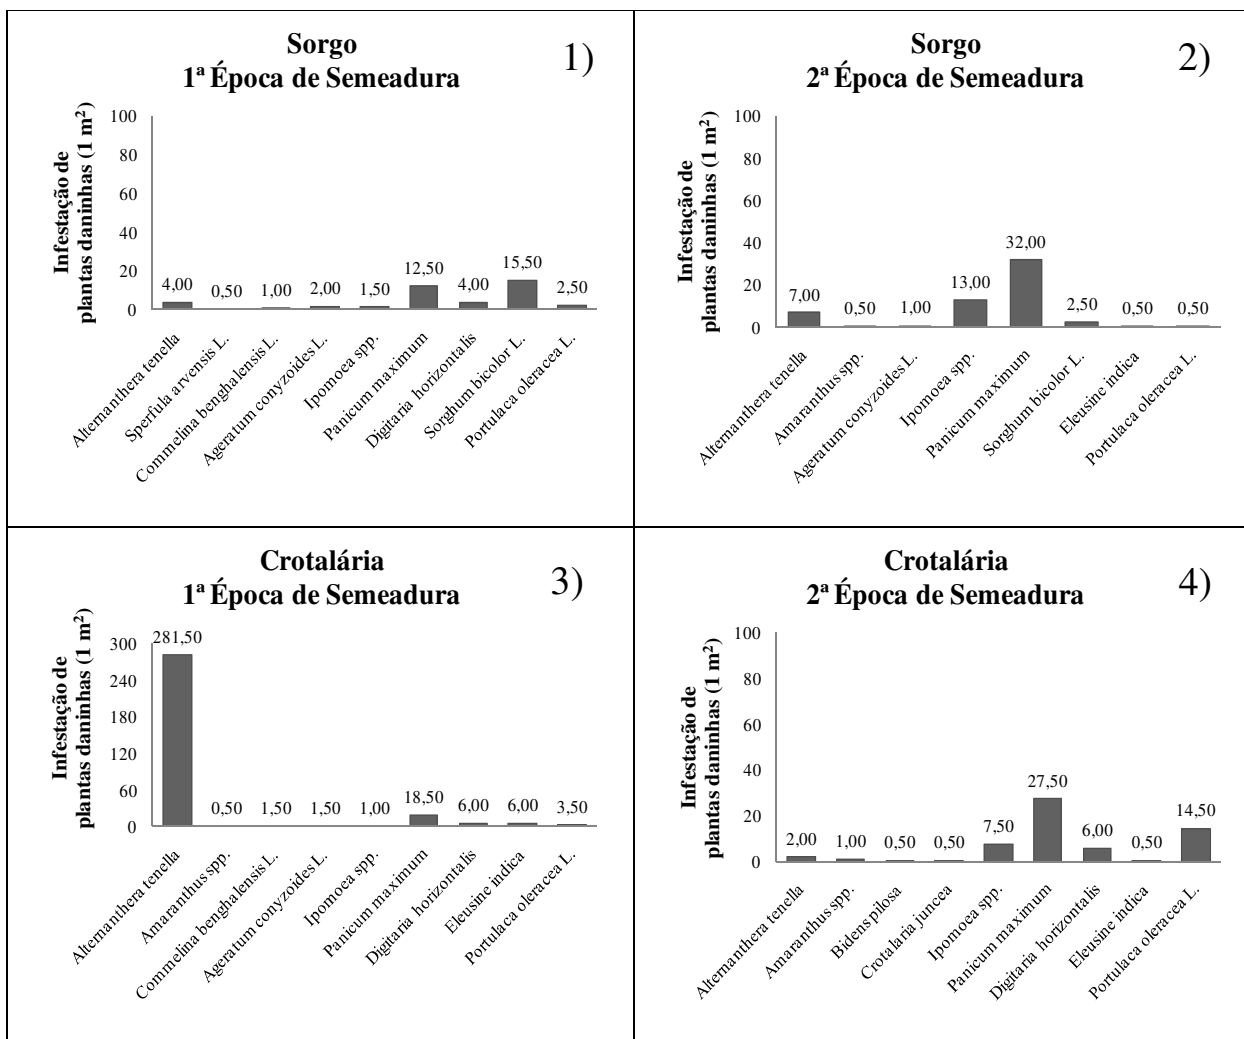 Sorgo
1ª Época de Semeadura
1)
Infestação de
plantas daninhas (1 m²)
100
80
60
40
20
0
4,00
0,50
1,00
2,00
1,50
12,50
4,00
15,50
2,50
Alternanthera tenella
Sperfula arvensis L.
Commelina benghalensis L.
Ageratum conyzoides L.
Ipomoea spp.
Panicum maximum
Digitaria horizontalis
Sorghum bicolor L.
Portulaca oleracea L.
Sorgo
2ª Época de Semeadura
2)
Infestação de
plantas daninhas (1 m²)
100
80
60
40
20
0
7,00
0,50
1,00
13,00
32,00
2,50
0,50
0,50
Alternanthera tenella
Amaranthus spp.
Ageratum conyzoides L.
Ipomoea spp.
Panicum maximum
Sorghum bicolor L.
Eleusine indica
Portulaca oleracea L.
Crotalária
1ª Época de Semeadura
3)
Infestação de
plantas daninhas (1 m²)
300
240
180
120
60
0
281,50
0,50
1,50
1,50
1,00
18,50
6,00
6,00
3,50
Alternanthera tenella
Amaranthus spp.
Commelina benghalensis L.
Ageratum conyzoides L.
Ipomoea spp.
Panicum maximum
Digitaria horizontalis
Eleusine indica
Portulaca oleracea L.
Crotalária
2ª Época de Semeadura
4)
Infestação de
plantas daninhas (1 m²)
100
80
60
40
20
0
2,00
1,00
0,50
0,50
7,50
27,50
6,00
0,50
14,50
Alternanthera tenella
Amaranthus spp.
Bidens pilosa
Crotalaria juncea
Ipomoea spp.
Panicum maximum
Digitaria horizontalis
Eleusine indica
Portulaca oleracea L.